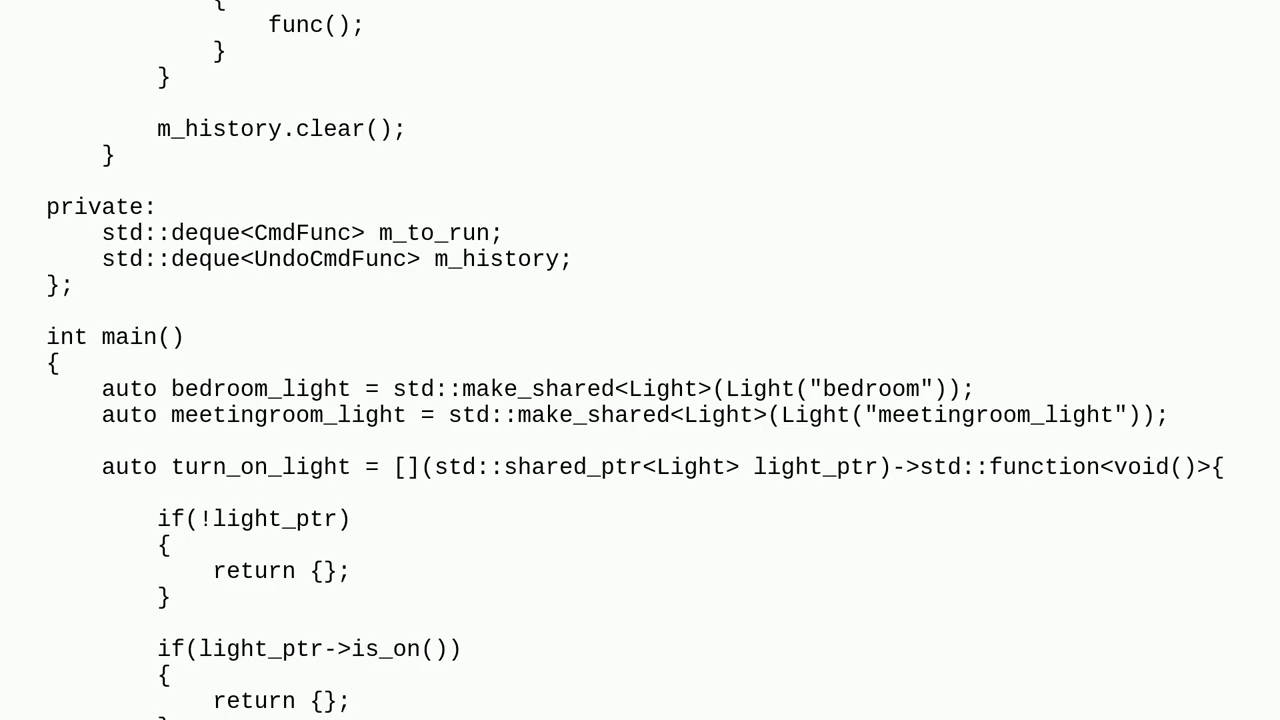 {
func();
}
}
m_history.clear();
}
private:
std::deque<CmdFunc> m_to_run;
std::deque<UndoCmdFunc> m_history;
};
int main()
{
auto bedroom_light = std::make_shared<Light>(Light("bedroom"));
auto meetingroom_light = std::make_shared<Light>(Light("meetingroom_light"));
auto turn_on_light = [](std::shared_ptr<Light> light_ptr)->std::function<void()>{
if(!light_ptr)
{
return {};
}
if(light_ptr->is_on())
{
return {};
}